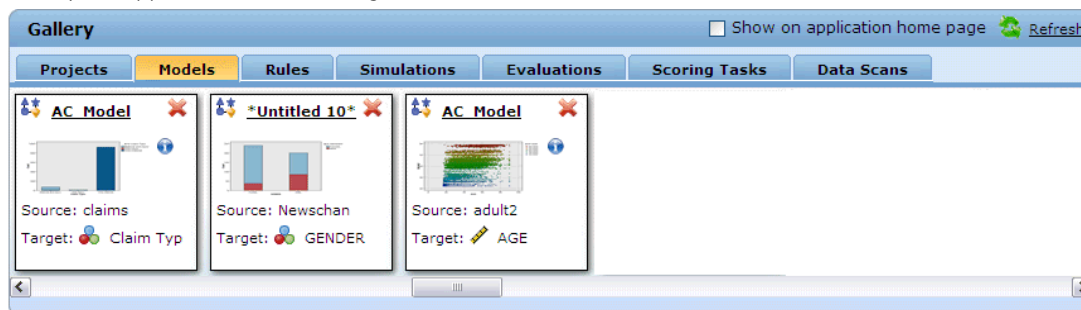 Gallery
Show on application home page Refresh
Projects Models Rules Simulations Evaluations Scoring Tasks Data Scans
AC_Model *Untitled 10* AC_Model
Source: claims Source: Newschan Source: adult2
Target: Claim Typ Target: GENDER Target: AGE